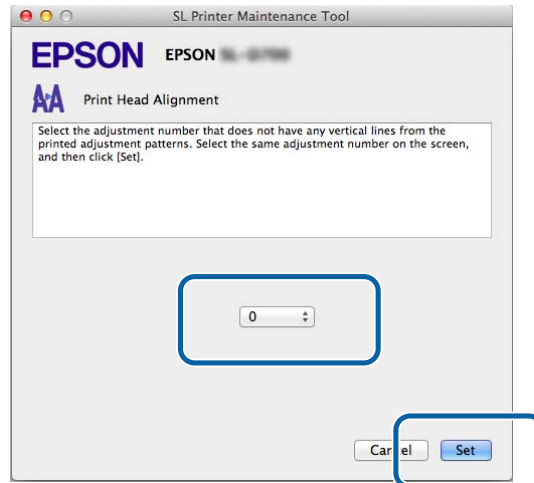 SL Printer Maintenance Tool
EPSON EPSON
Print Head Alignment
Select the adjustment number that does not have any vertical lines from the
printed adjustment patterns. Select the same adjustment number on the screen,
and then click [Set].
0
Cancel Set